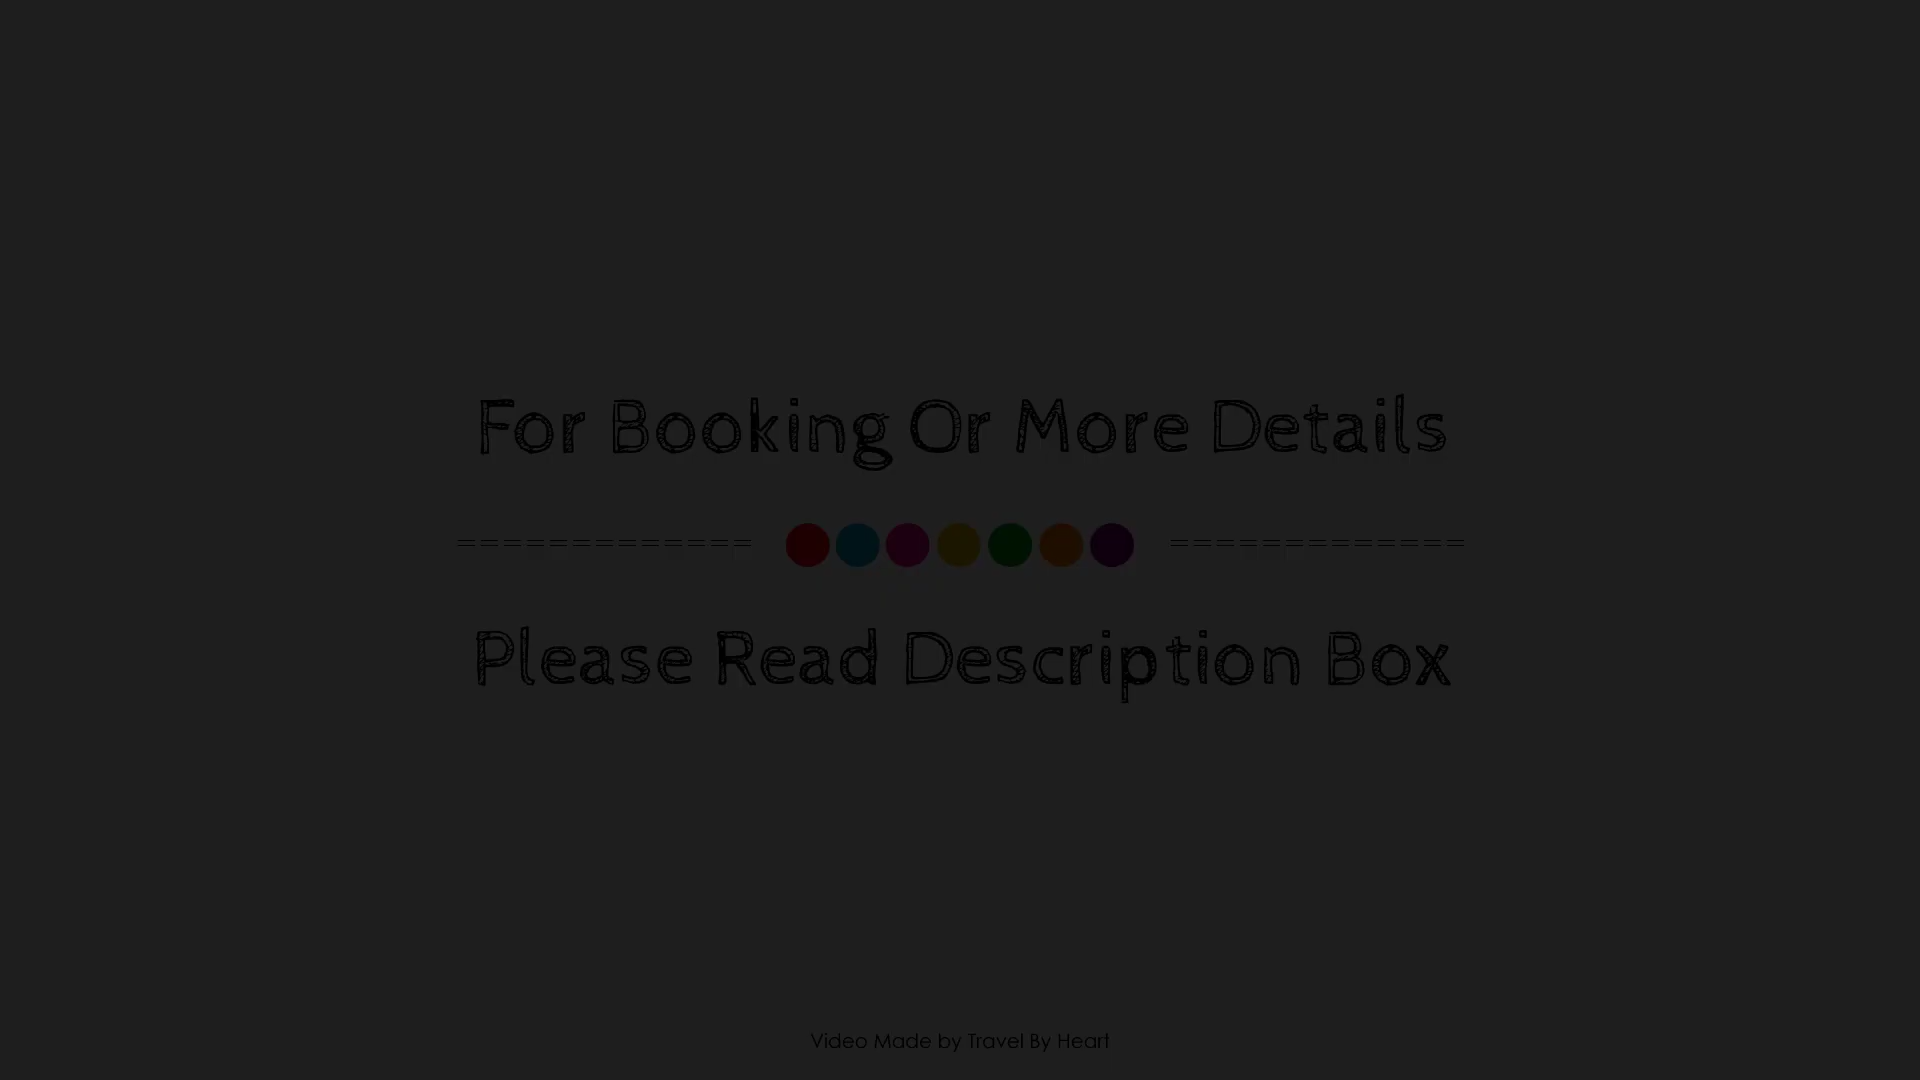 For Booking Or More Details
============= =============
Please Read Description Box
Video Made by Travel By Heart